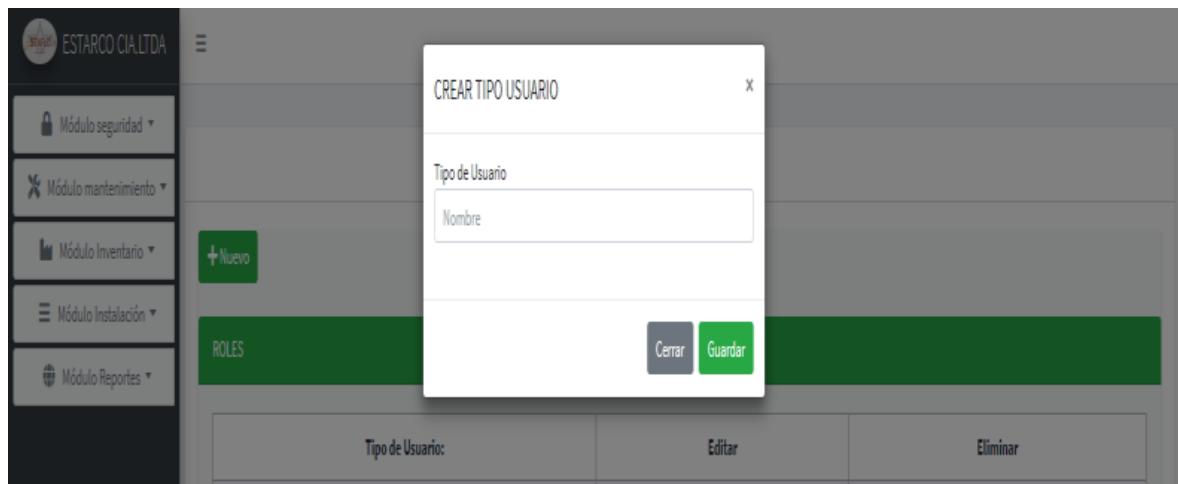 ESTARCO CIA.LTDA
Módulo seguridad
Módulo mantenimiento
Módulo Inventario
Módulo Instalación
Módulo Reportes
CREAR TIPO USUARIO
x
Tipo de Usuario
Nombre
Cerrar
Guardar
+Nuevo
ROLES
Tipo de Usuario:
Editar
Eliminar